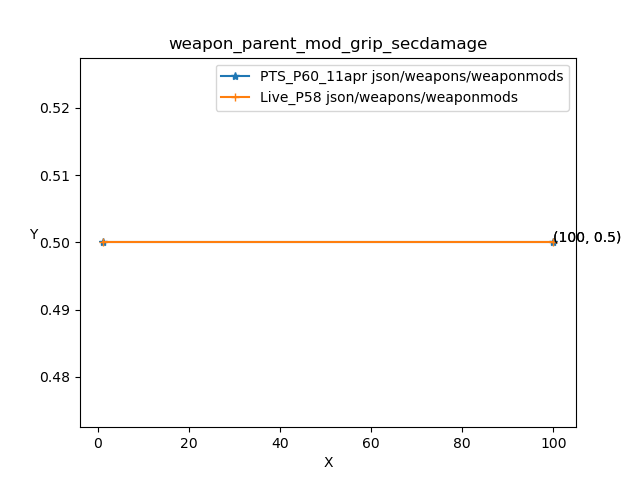 weapon_parent_mod_grip_secdamage
PTS_P60_11apr json/weapons/weaponmods
Live_P58 json/weapons/weaponmods
0.52
0.51
Y
0.50
(100, 0.5)
0.49
0.48
0
20
40
60
80
100
X